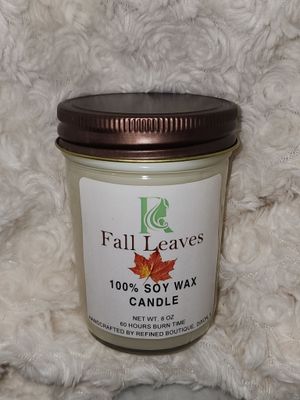 R
Fall Leaves
100% SOY WAX
CANDLE
NET WT. 8 OZ
60 HOURS BURN TIME
HANDCRAFTED BY REFINED BOUTIQUE